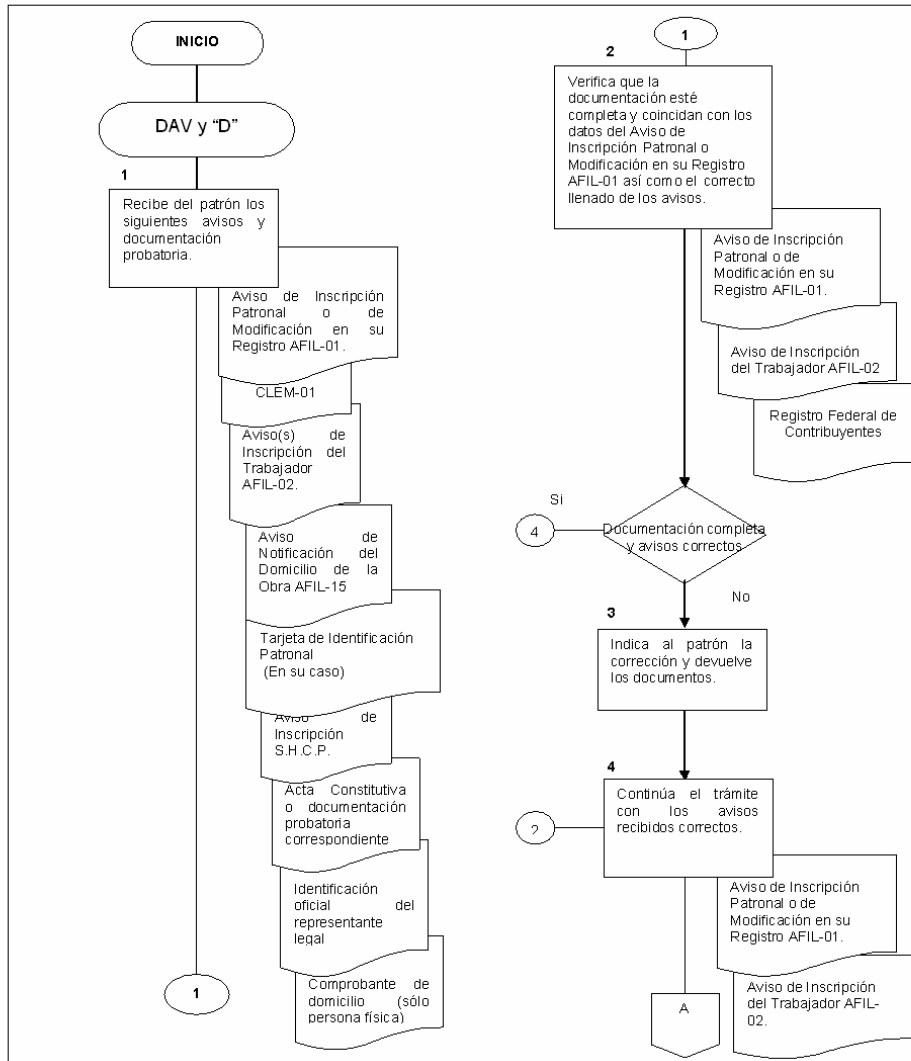 INICIO
DAV y “D”
1
Recibe del patrón los
siguientes avisos y
documentación
probatoria.
Aviso de Inscripción
Patronal o de
Modificación en su
Registro AFIL-01.
CLEM-01
Aviso(s) de
Inscripción del
Trabajador
AFIL-02.
Aviso de
Notificación del
Domicilio de la
Obra AFIL-15
Tarjeta de Identificación
Patronal
(En su caso)
Aviso de
Inscripción
S.H.C.P.
Acta Constitutiva
o documentación
probatoria
correspondiente
Identificación
oficial del
representante
legal
Comprobante de
domicilio (sólo
persona física)
1
1
2
Verifica que la
documentación esté
completa y coincidan con los
datos del Aviso de
Inscripción Patronal o
Modificación en su Registro
AFIL-01 así como el correcto
llenado de los avisos.
Aviso de Inscripción
Patronal o de
Modificación en su
Registro AFIL-01.
Aviso de Inscripción
del Trabajador AFIL-02
Registro Federal de
Contribuyentes
Si
4
Documentación completa
y avisos correctos
No
3
Indica al patrón la
corrección y devuelve
los documentos.
4
Continúa el trámite
con los avisos
recibidos correctos.
2
Aviso de Inscripción
Patronal o de
Modificación en su
Registro AFIL-01.
Aviso de Inscripción
del Trabajador AFIL-
02.
A